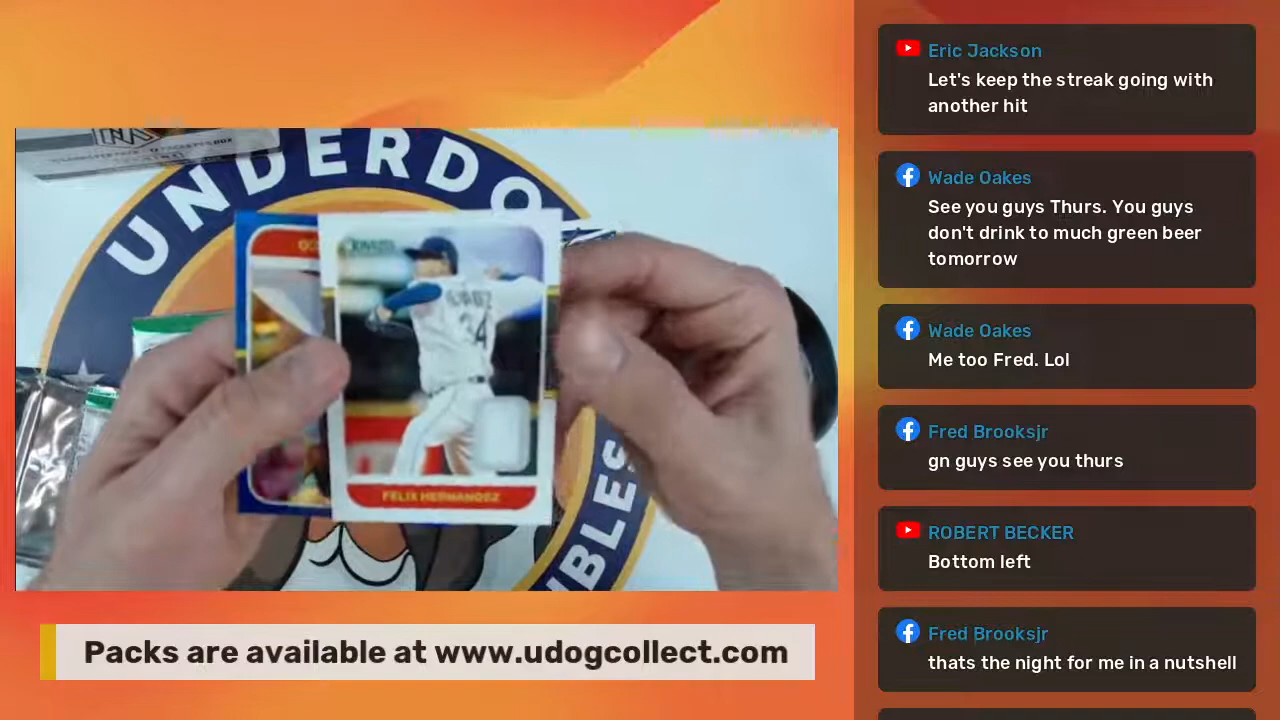 Eric Jackson
Let's keep the streak going with
another hit
Wade Oakes
See you guys Thurs. You guys
don't drink to much green beer
tomorrow
Wade Oakes
Me too Fred. Lol
Fred Brooksjr
gn guys see you thurs
ROBERT BECKER
Bottom left
Fred Brooksjr
thats the night for me in a nutshell
UNDERDO
IBLES
34
FELIX HERNANDEZ
Packs are available at www.udogcollect.com